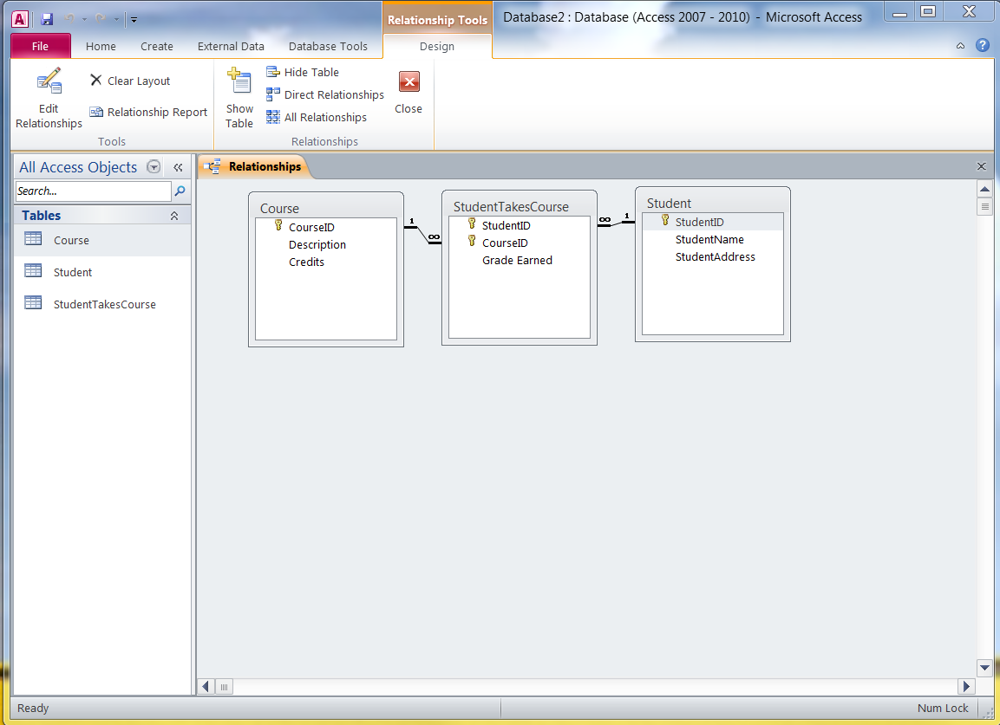 Relationship Tools
Database2 : Database (Access 2007 - 2010) - Microsoft Access
File Home Create External Data Database Tools Design
Edit Relationships
Clear Layout
Relationship Report
Tools
Show Table
Hide Table
Direct Relationships
All Relationships
Relationships
Close
All Access Objects
Search...
Tables
Course
Student
StudentTakesCourse
Relationships
Course
CourseID
Description
Credits
1
∞
StudentTakesCourse
StudentID
CourseID
Grade Earned
∞
1
Student
StudentID
StudentName
StudentAddress
Ready
Num Lock